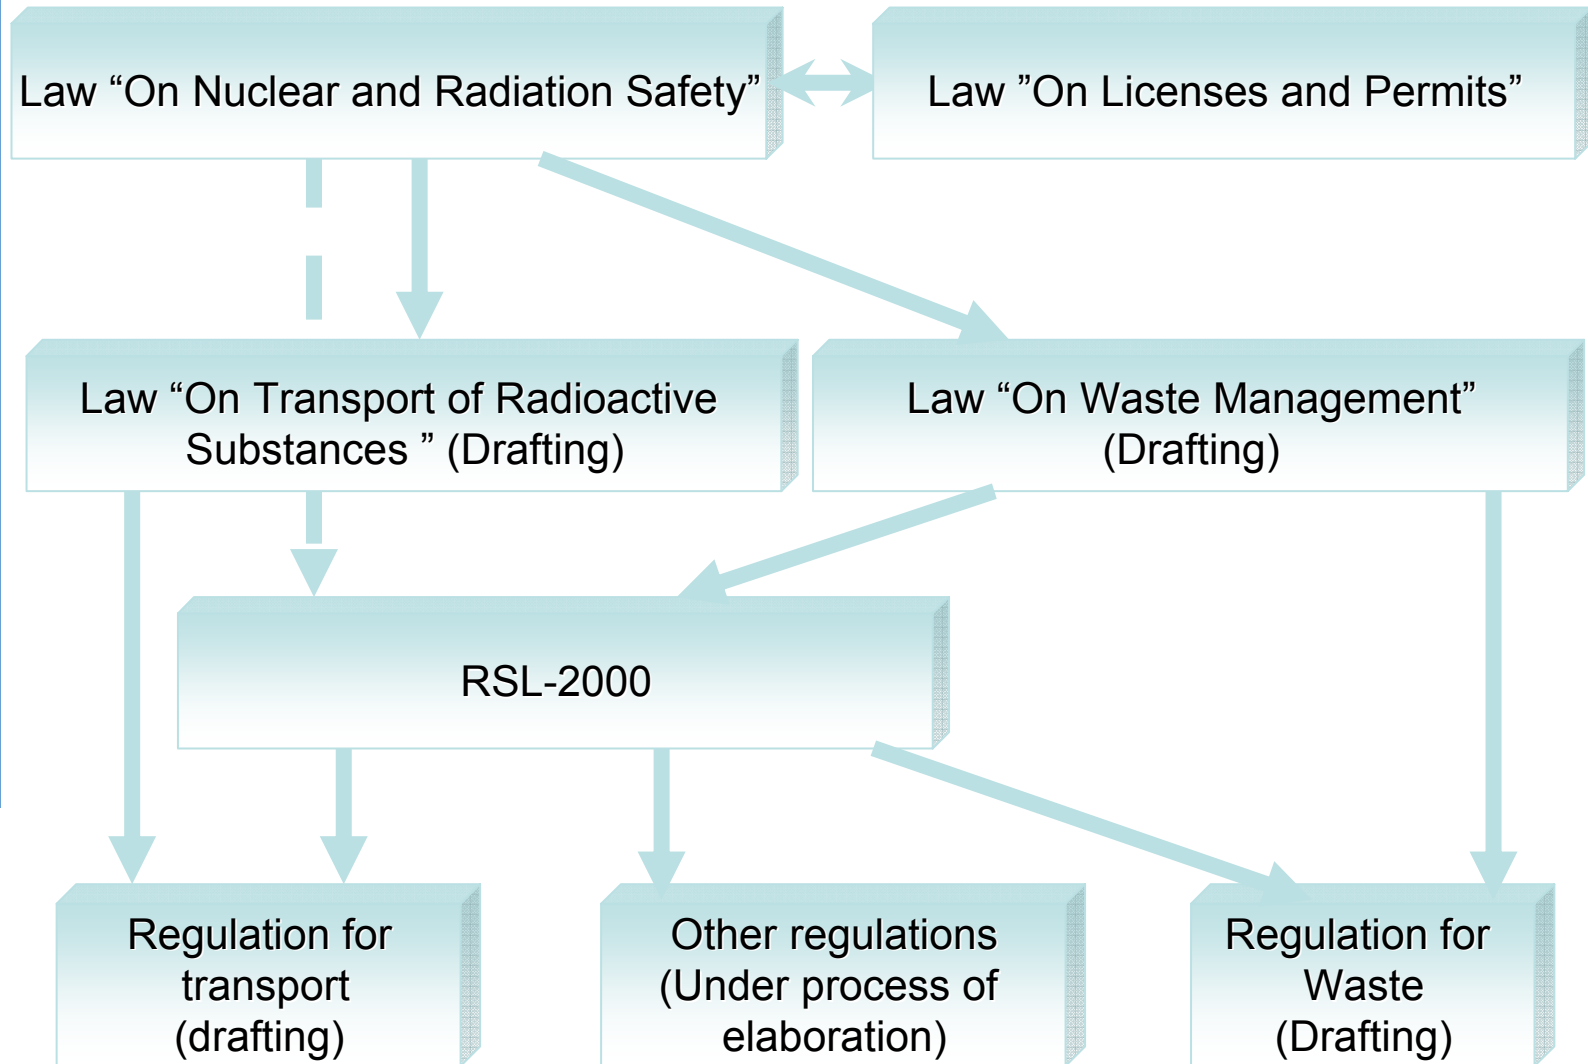 Law “On Nuclear and Radiation Safety”
Law ”On Licenses and Permits”
Law “On Transport of Radioactive
Substances ” (Drafting)
Law “On Waste Management”
(Drafting)
RSL-2000
Regulation for
transport
(drafting)
Other regulations
(Under process of
elaboration)
Regulation for
Waste
(Drafting)